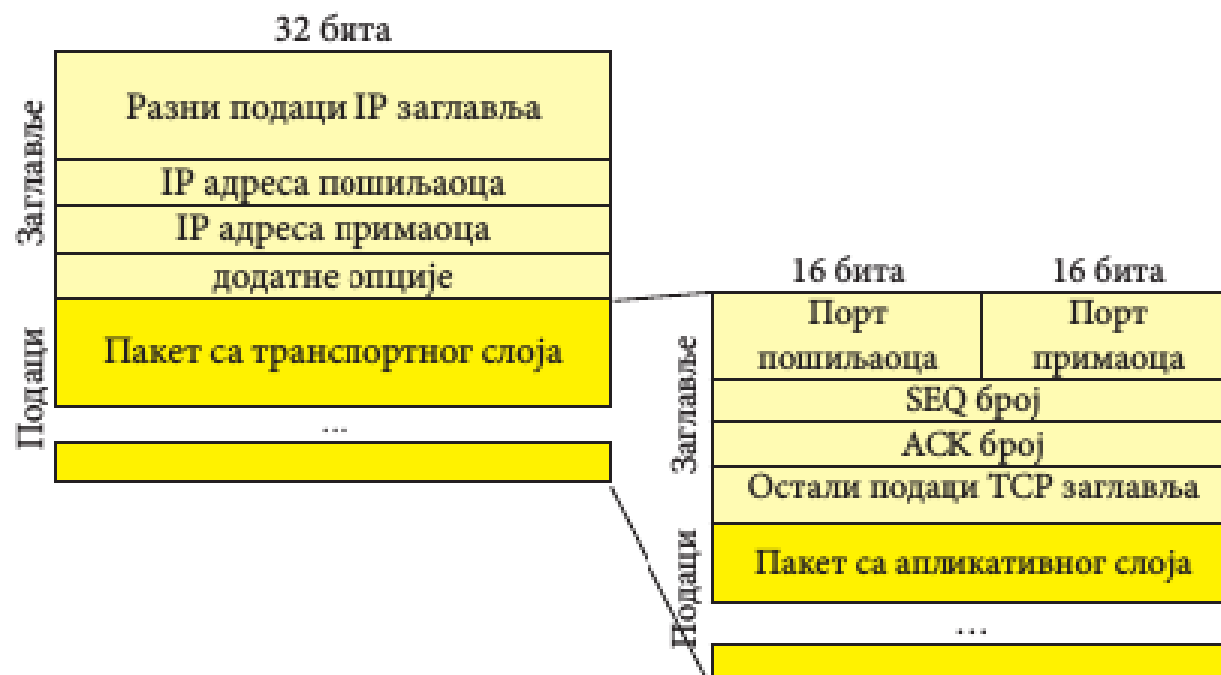 32 бита
Заглавље
Разни подаци IP заглавља
IP адреса пошиљаоца
IP адреса примаоца
додатне опције
Подаци
Пакет са транспортног слоја
...
16 бита 16 бита
Заглавље
Порт пошиљаоца
Порт примаоца
SEQ број
ACK број
Остали подаци TCP заглавља
Подаци
Пакет са апликативног слоја
...